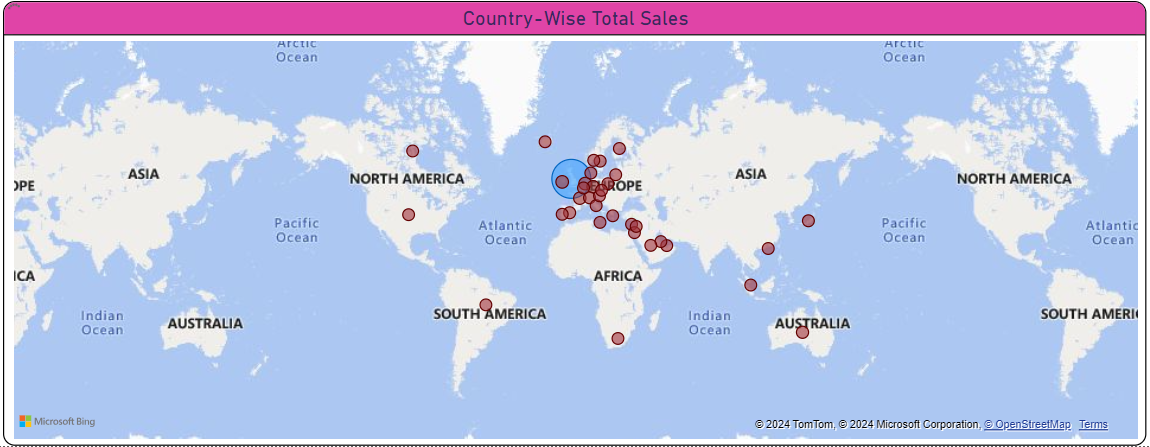 Country-Wise Total Sales
Arctic
Ocean
Arctic
Ocean
ASIA
NORTH AMERICA
OPE
EUROPE
ASIA
NORTH AMERICA
Pacific
Ocean
Atlantic
Ocean
Pacific
Ocean
Atlantic
Ocean
ICA
AFRICA
Indian
Ocean
AUSTRALIA
SOUTH AMERICA
Indian
Ocean
AUSTRALIA
SOUTH AMERIC
Microsoft Bing
© 2024 TomTom, © 2024 Microsoft Corporation, © OpenStreetMap Terms